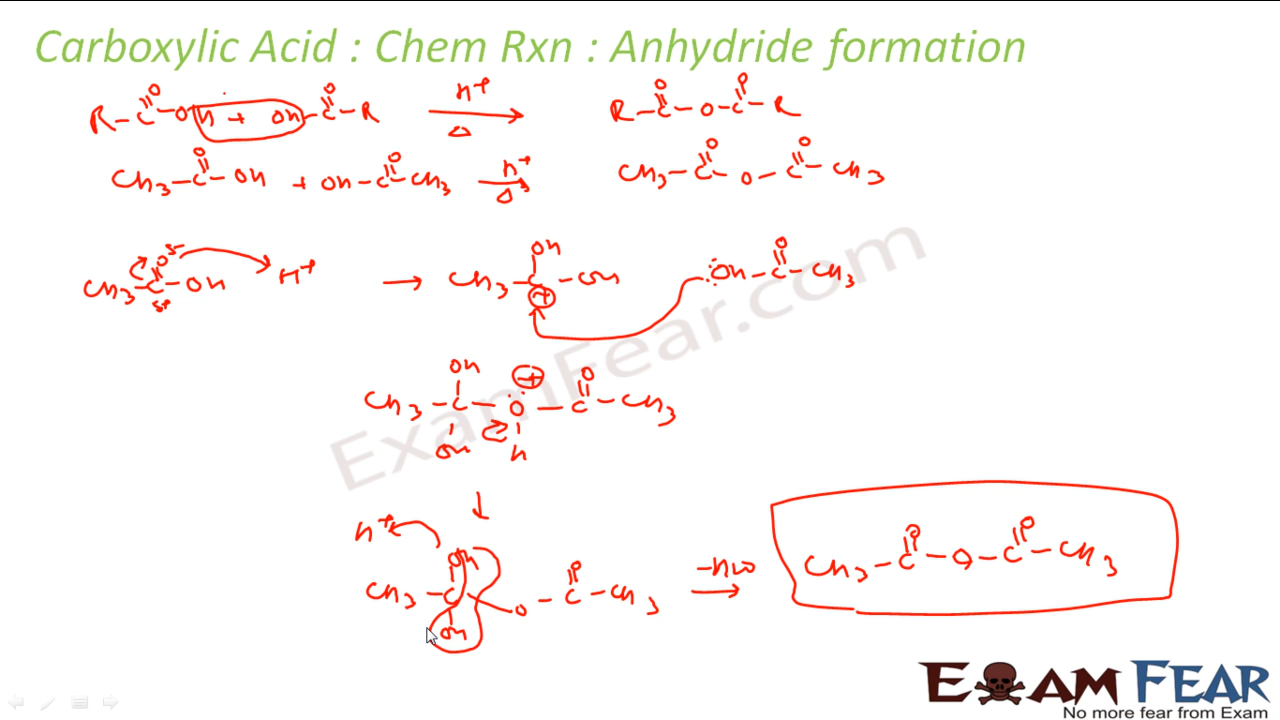 Carboxylic Acid : Chem Rxn : Anhydride formation
R-C(=O)-OH + OH-C(=O)-R H+ Δ → R-C(=O)-O-C(=O)-R
CH3-C(=O)-OH + OH-C(=O)-CH3 H+ Δ → CH3-C(=O)-O-C(=O)-CH3
CH3-C(=O)-OH δ- δ+ H+ → CH3-C(OH)-OH + :OH-C(=O)-CH3
ExamFear.com
CH3-C(OH)(OH)-O(H)-C(=O)-CH3 +
↓
H+ CH3-C(OH)(OH)-O-C(=O)-CH3 -H2O → CH3-C(=O)-O-C(=O)-CH3
EXAM FEAR
No more fear from Exam